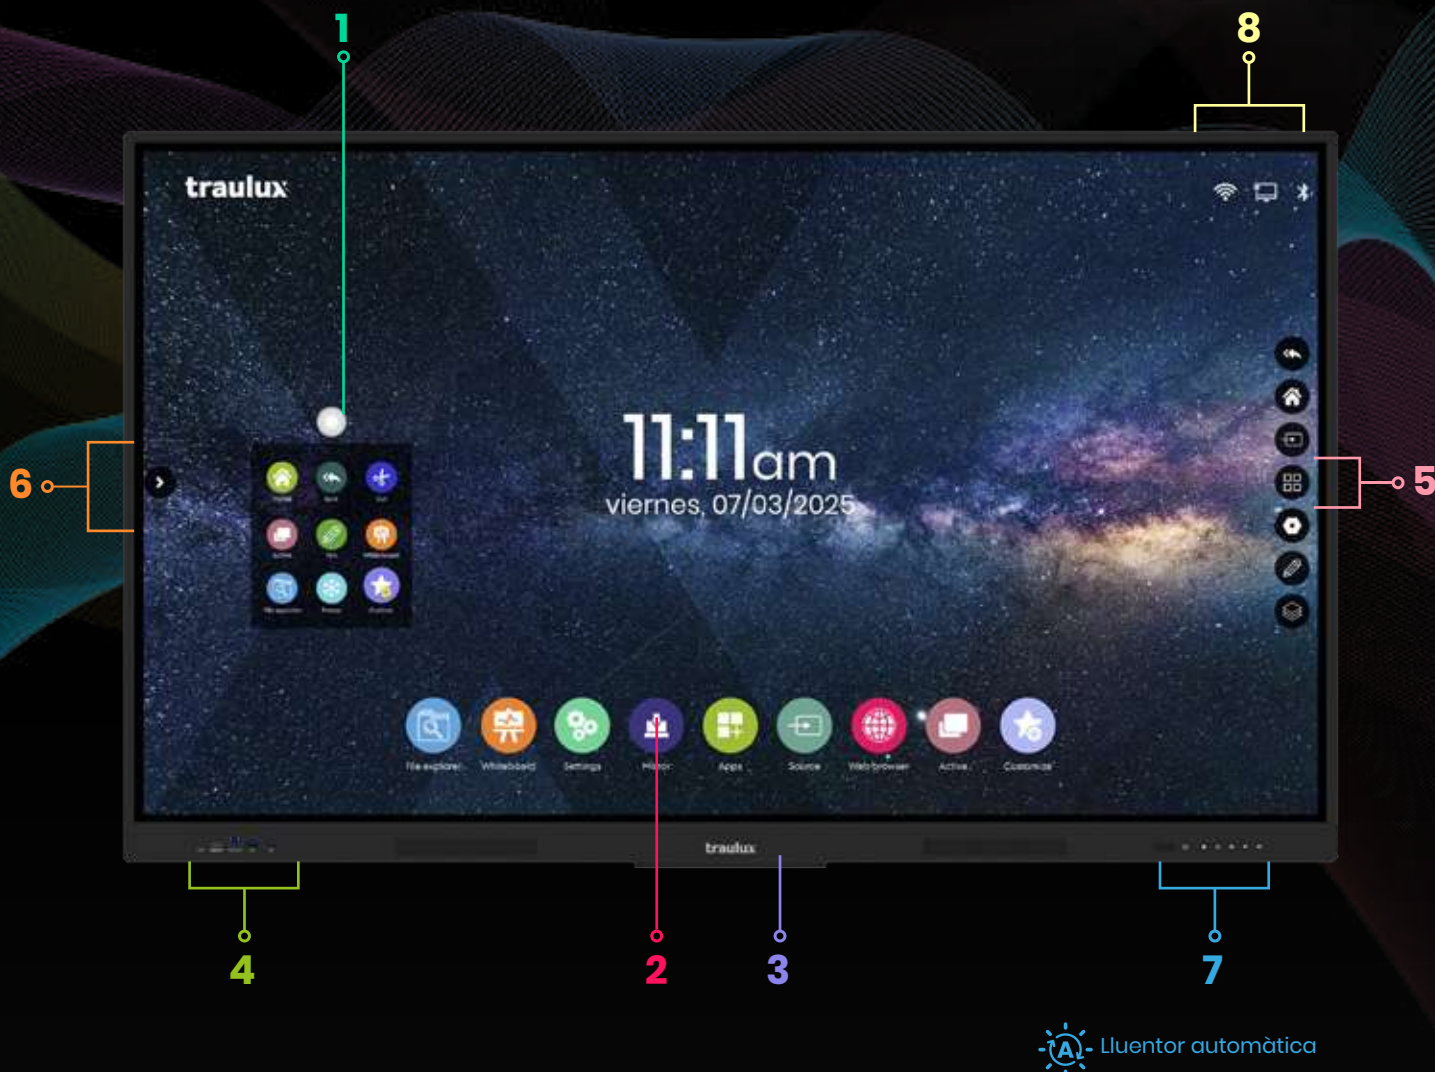 1
8
traulux
11:11am
viernes, 07/03/2025
6
5
File explorer
Whiteboard
Settings
Mirror
Apps
Source
Web browser
Active
Customize
traulux
4
2
3
7
A
Lluentor automàtica